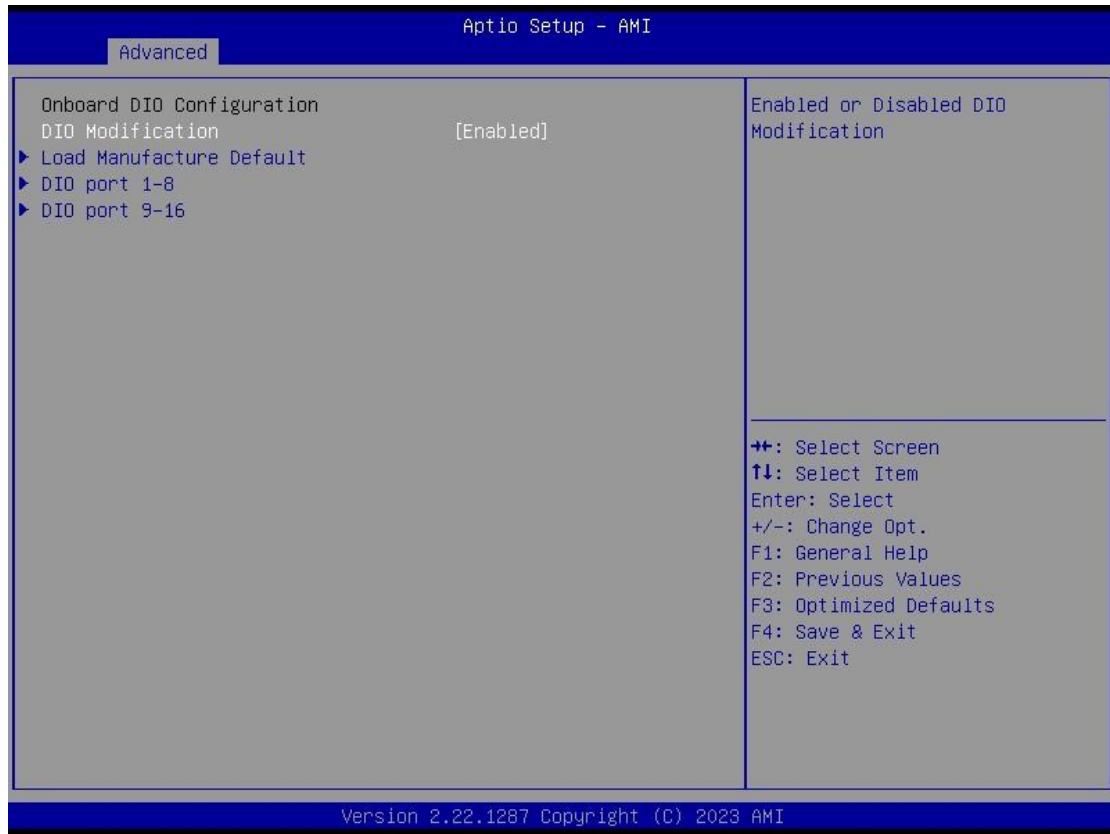 Aptio Setup – AMI
Advanced
Onboard DIO Configuration
DIO Modification [Enabled]
▶ Load Manufacture Default
▶ DIO port 1-8
▶ DIO port 9-16
Enabled or Disabled DIO
Modification
→←: Select Screen
↑↓: Select Item
Enter: Select
+/-: Change Opt.
F1: General Help
F2: Previous Values
F3: Optimized Defaults
F4: Save & Exit
ESC: Exit
Version 2.22.1287 Copyright (C) 2023 AMI